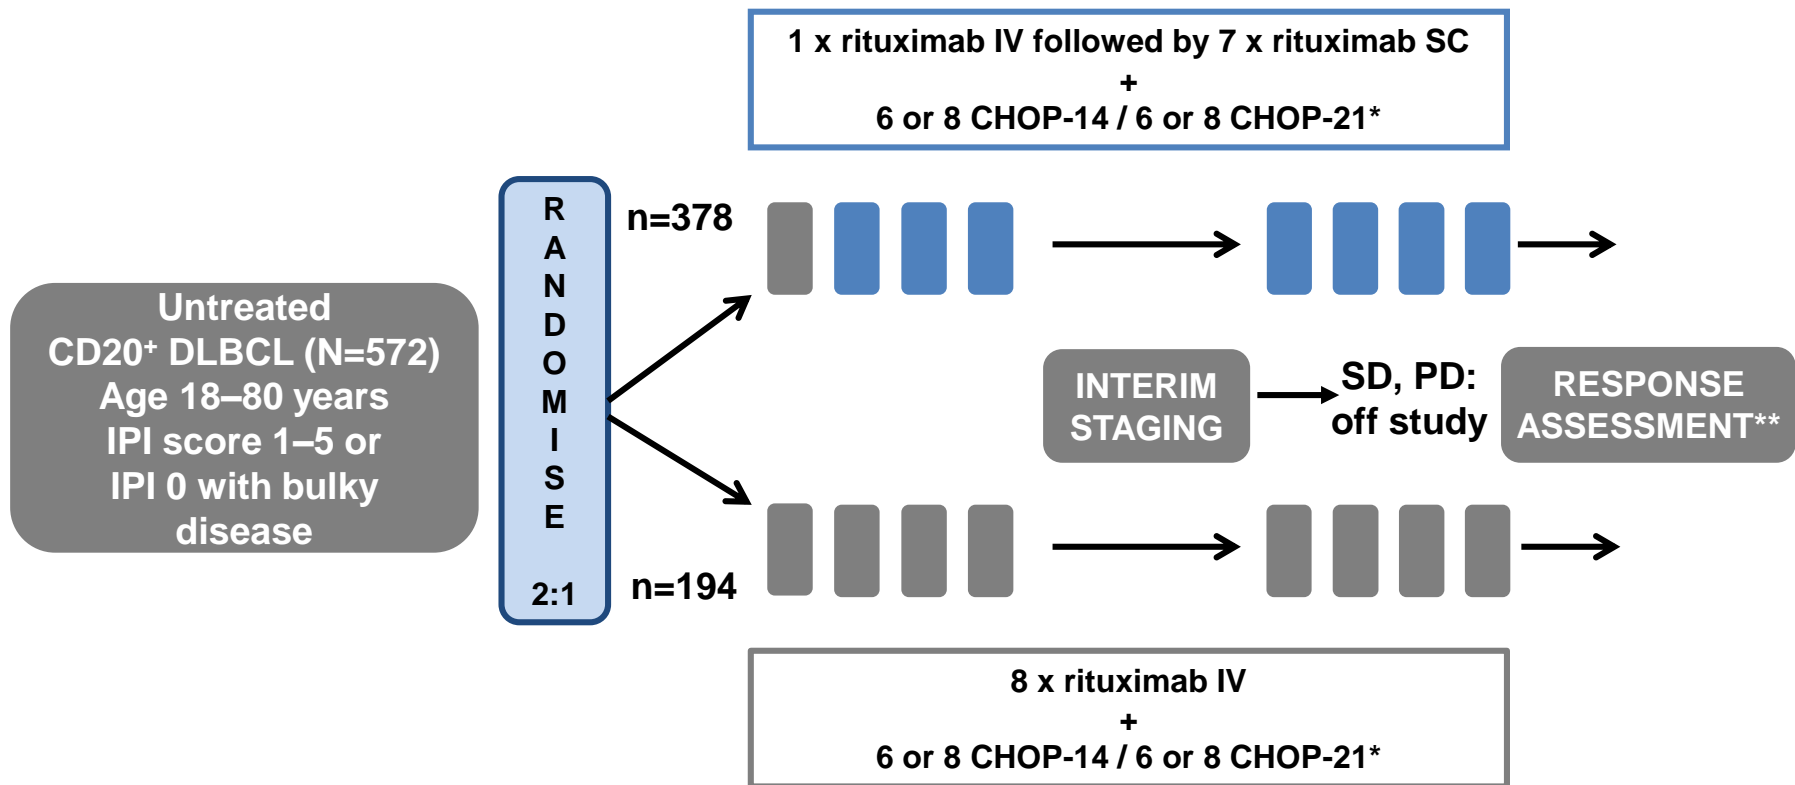 1 x rituximab IV followed by 7 x rituximab SC
+
6 or 8 CHOP-14 / 6 or 8 CHOP-21*
Untreated
CD20⁺ DLBCL (N=572)
Age 18–80 years
IPI score 1–5 or
IPI 0 with bulky
disease
R
A
N
D
O
M
I
S
E
2:1
n=378
n=194
INTERIM
STAGING
SD, PD:
off study
RESPONSE
ASSESSMENT**
8 x rituximab IV
+
6 or 8 CHOP-14 / 6 or 8 CHOP-21*